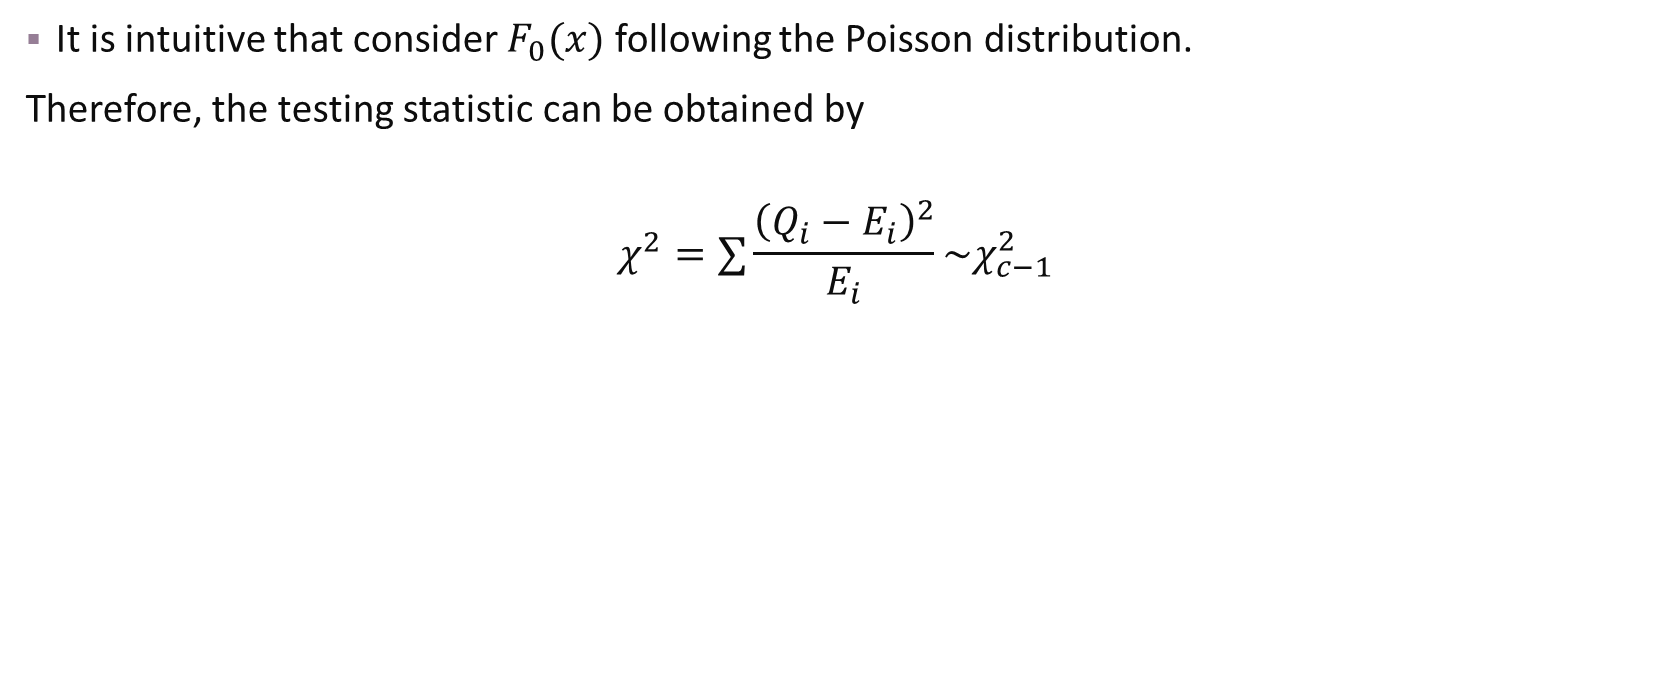 ▪ It is intuitive that consider F₀(x) following the Poisson distribution.
Therefore, the testing statistic can be obtained by
χ² = ∑ (Qᵢ − Eᵢ)² / Eᵢ ~χ²_{c−1}